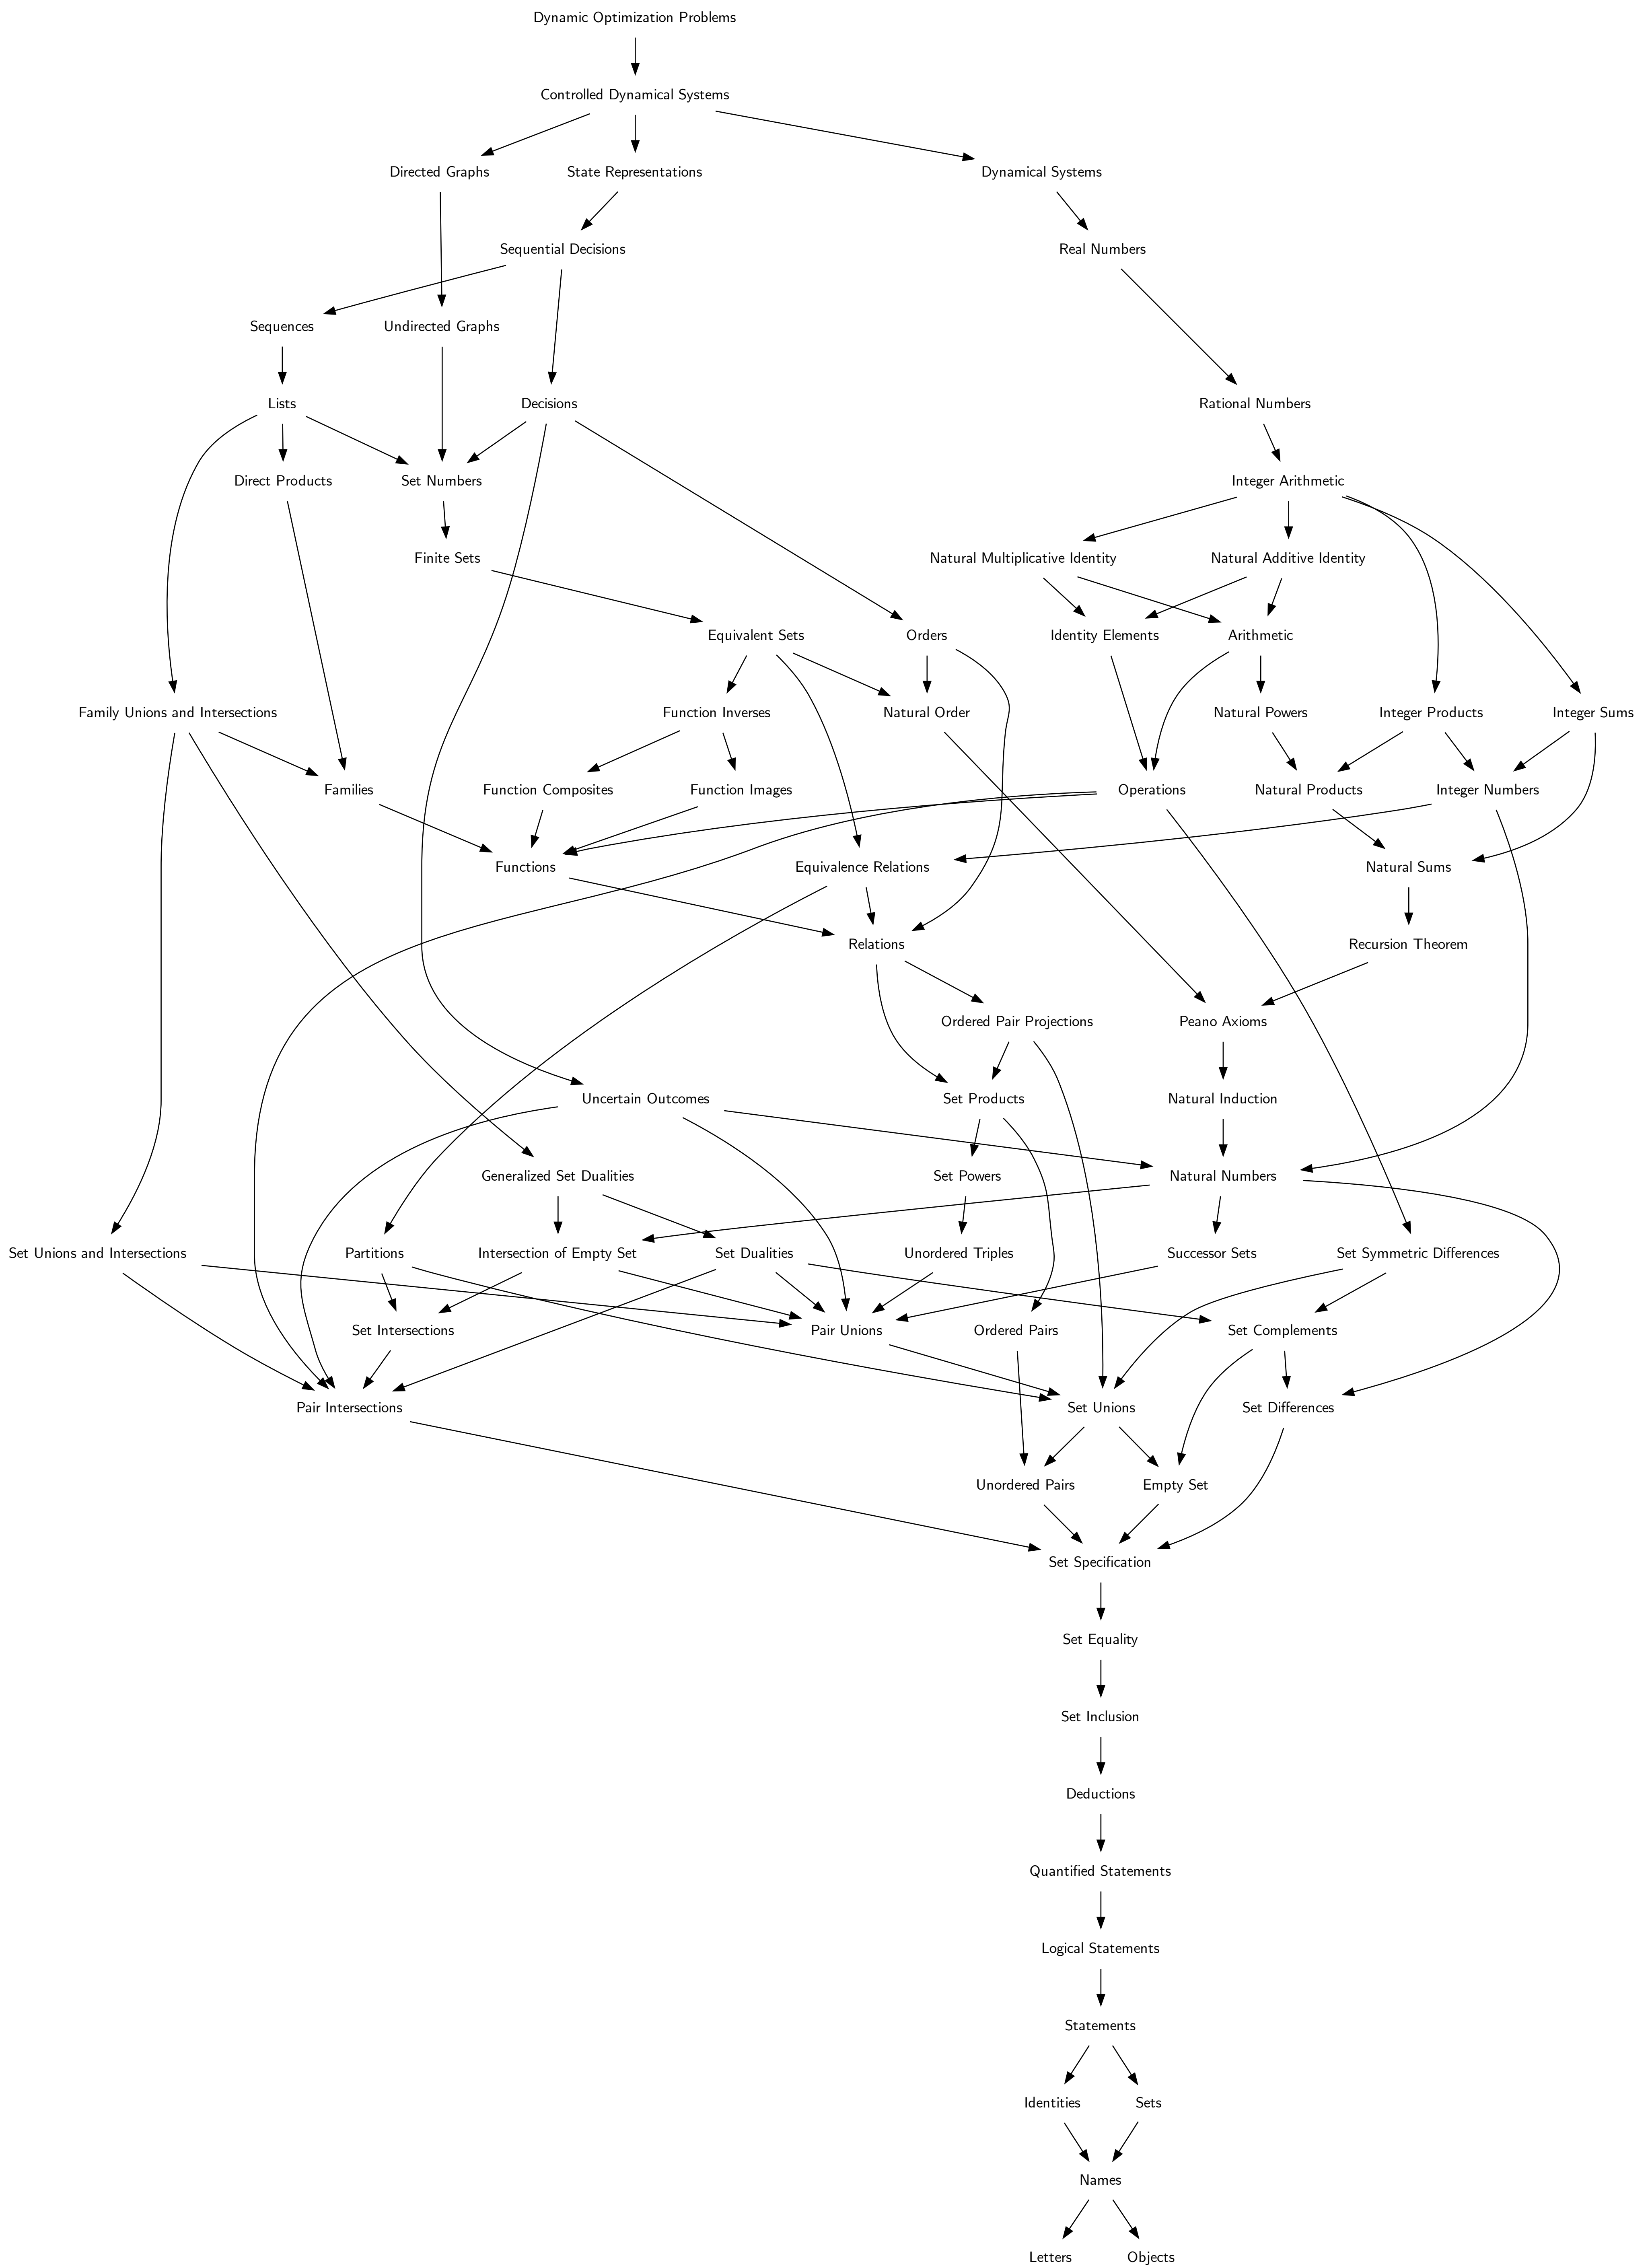 Dynamic Optimization Problems
Controlled Dynamical Systems
Directed Graphs
State Representations
Dynamical Systems
Sequential Decisions
Real Numbers
Sequences
Undirected Graphs
Lists
Decisions
Rational Numbers
Direct Products
Set Numbers
Integer Arithmetic
Finite Sets
Natural Multiplicative Identity
Natural Additive Identity
Equivalent Sets
Orders
Identity Elements
Arithmetic
Family Unions and Intersections
Function Inverses
Natural Order
Natural Powers
Integer Products
Integer Sums
Families
Function Composites
Function Images
Operations
Natural Products
Integer Numbers
Functions
Equivalence Relations
Natural Sums
Relations
Recursion Theorem
Ordered Pair Projections
Peano Axioms
Uncertain Outcomes
Set Products
Natural Induction
Generalized Set Dualities
Set Powers
Natural Numbers
Set Unions and Intersections
Partitions
Intersection of Empty Set
Set Dualities
Unordered Triples
Successor Sets
Set Symmetric Differences
Set Intersections
Pair Unions
Ordered Pairs
Set Complements
Pair Intersections
Set Unions
Set Differences
Unordered Pairs
Empty Set
Set Specification
Set Equality
Set Inclusion
Deductions
Quantified Statements
Logical Statements
Statements
Identities
Sets
Names
Letters
Objects